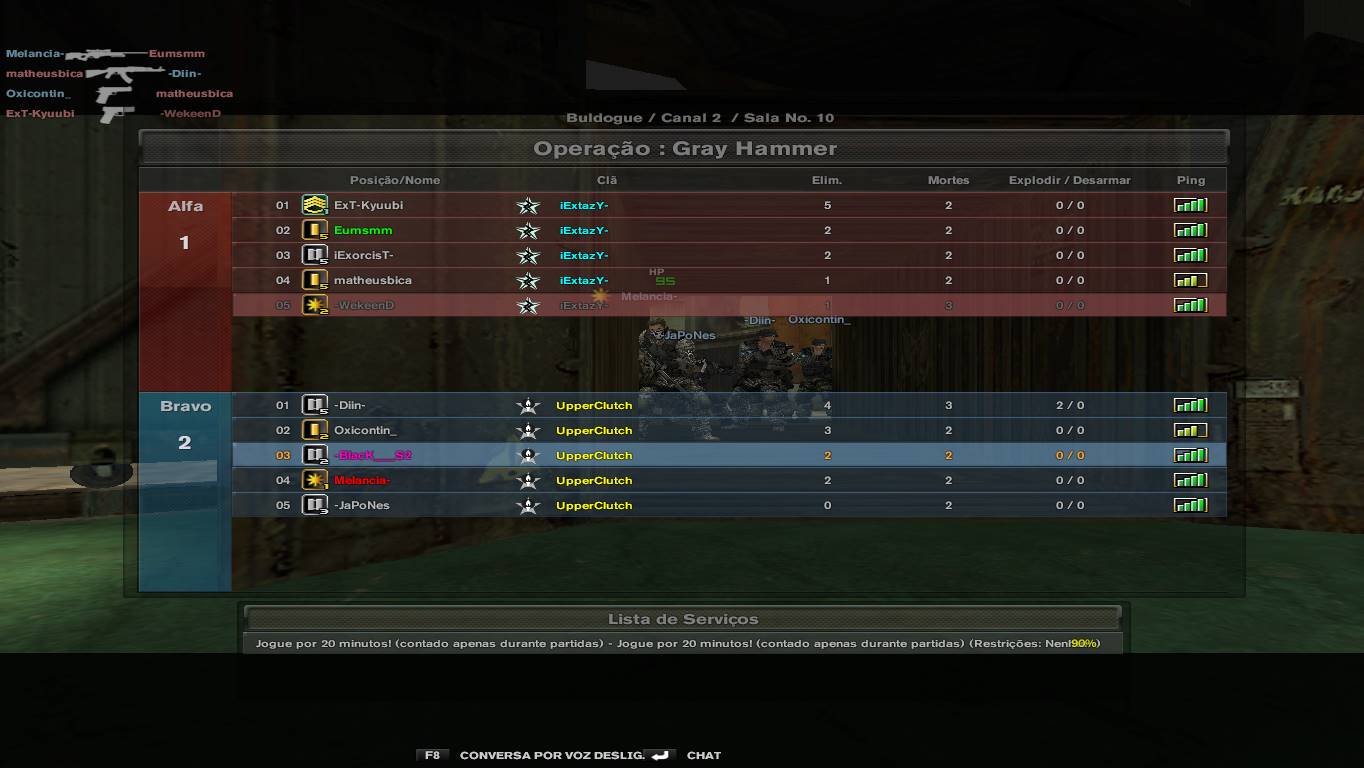 Melancia- Eumsmm
matheusbica -Diin-
Oxicontin_ matheusbica
ExT-Kyuubi -WekeenD
Buldogue / Canal 2 / Sala No. 10
Operação : Gray Hammer
Posição/Nome Clã Elim. Mortes Explodir / Desarmar Ping
Alfa
1
01 ExT-Kyuubi iExtazY- 5 2 0 / 0
02 Eumsmm iExtazY- 2 2 0 / 0
03 iExorcisT- iExtazY- 2 2 0 / 0
04 matheusbica iExtazY- 1 2 0 / 0
05 -WekeenD iExtazY- 1 3 0 / 0
HP
95
Melancia-
-Diin- Oxicontin_
-JaPoNes
Bravo
2
01 -Diin- UpperClutch 4 3 2 / 0
02 Oxicontin_ UpperClutch 3 2 0 / 0
03 -BlacK___S2 UpperClutch 2 2 0 / 0
04 Melancia- UpperClutch 2 2 0 / 0
05 -JaPoNes UpperClutch 0 2 0 / 0
Lista de Serviços
Jogue por 20 minutos! (contado apenas durante partidas) - Jogue por 20 minutos! (contado apenas durante partidas) (Restrições: 90%)
F8 CONVERSA POR VOZ DESLIG. CHAT